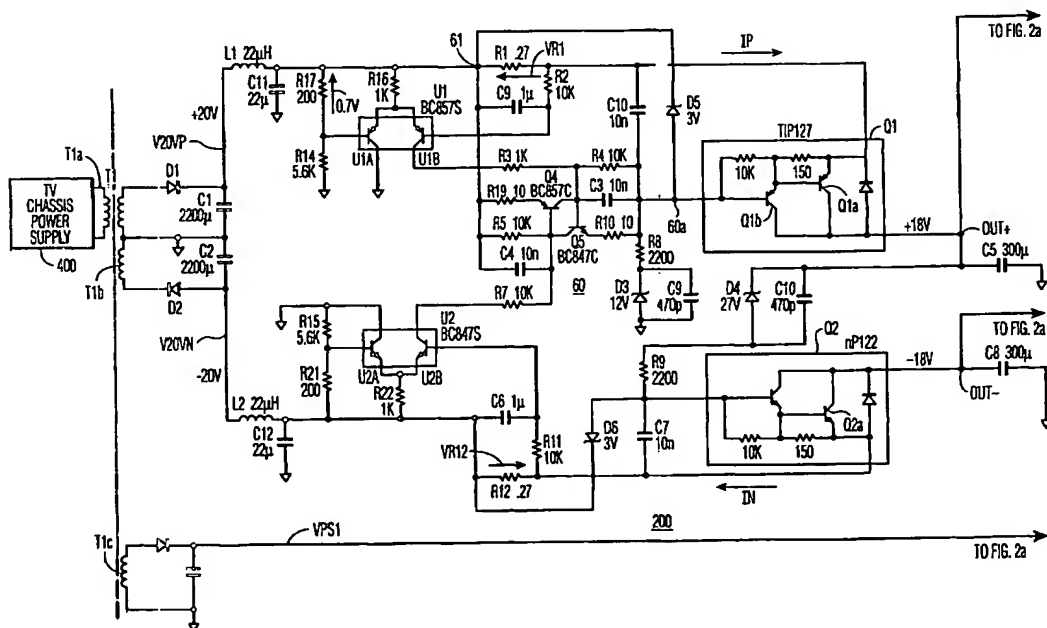 TO FIG. 2a
L1 22μH
61
R1 .27
VR1
IP
R17
200
R16
1K
U1
BC857S
R2
10K
C9 1μ
C11
22μ
0.7V
C10
10n
D5
3V
TIP127
Q1
+20V
V20VP
T1a
T1
D1
R14
5.6K
U1A
U1B
R3 1K
R4 10K
10K
150
Q4
BC857C
C3 10n
R19 10
Q1b
Q1a
TV
CHASSIS
POWER
SUPPLY
C1
2200μ
60a
+18V
OUT+
R5 10K
R10 10
Q5
BC847C
R8
2200
C5 300μ
C2
2200μ
400
C4 10n
T1b
60
D3
12V
C9
470p
D4
27V
C10
470p
R7 10K
D2
TO FIG. 2a
R15
5.6K
U2
BC847S
Q2
nP122
C8 300μ
V20VN
-18V
R9
2200
U2A
U2B
R21
200
-20V
R22
1K
OUT-
L2 22μH
C6 1μ
Q2a
D6
3V
C7
10n
R11
10K
C12
22μ
VR12
10K
150
R12 .27
IN
200
T1c
VPS1
TO FIG. 2a